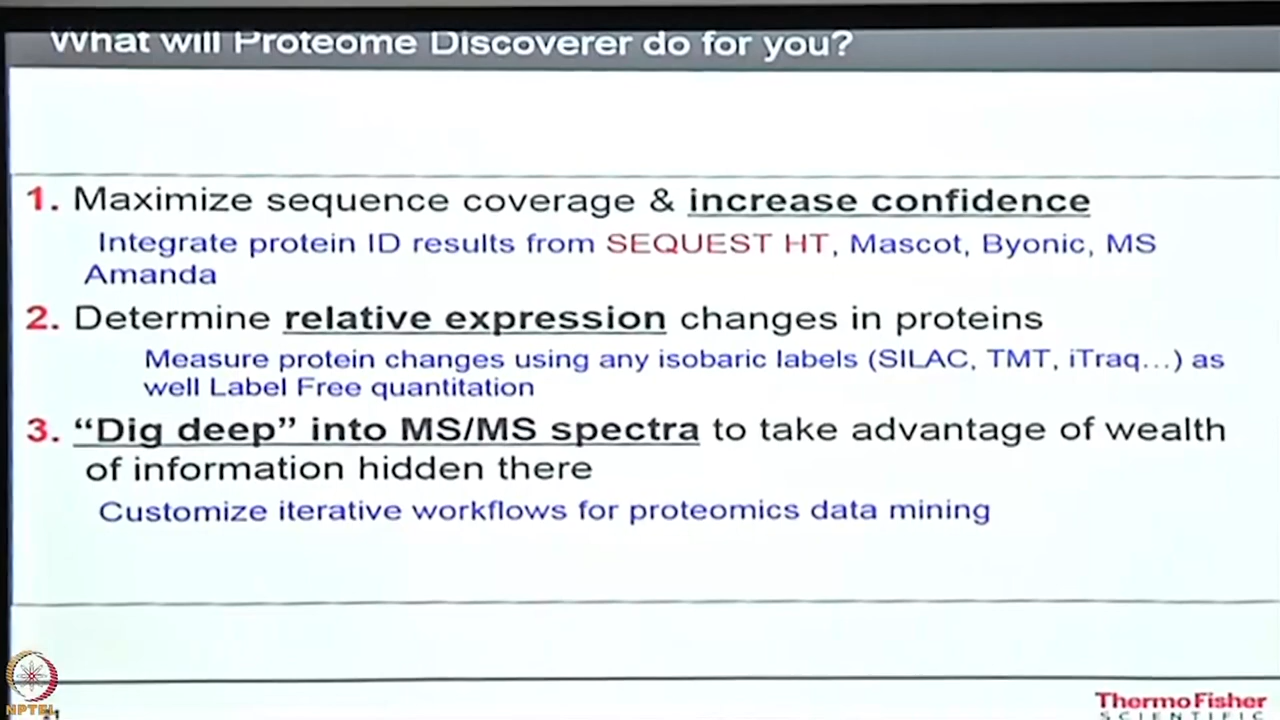 What will Proteome Discoverer do for you?
1. Maximize sequence coverage & increase confidence
Integrate protein ID results from SEQUEST HT, Mascot, Byonic, MS
Amanda
2. Determine relative expression changes in proteins
Measure protein changes using any isobaric labels (SILAC, TMT, iTraq...) as
well Label Free quantitation
3. “Dig deep” into MS/MS spectra to take advantage of wealth
of information hidden there
Customize iterative workflows for proteomics data mining
NPTEL
ThermoFisher
SCIENTIFIC